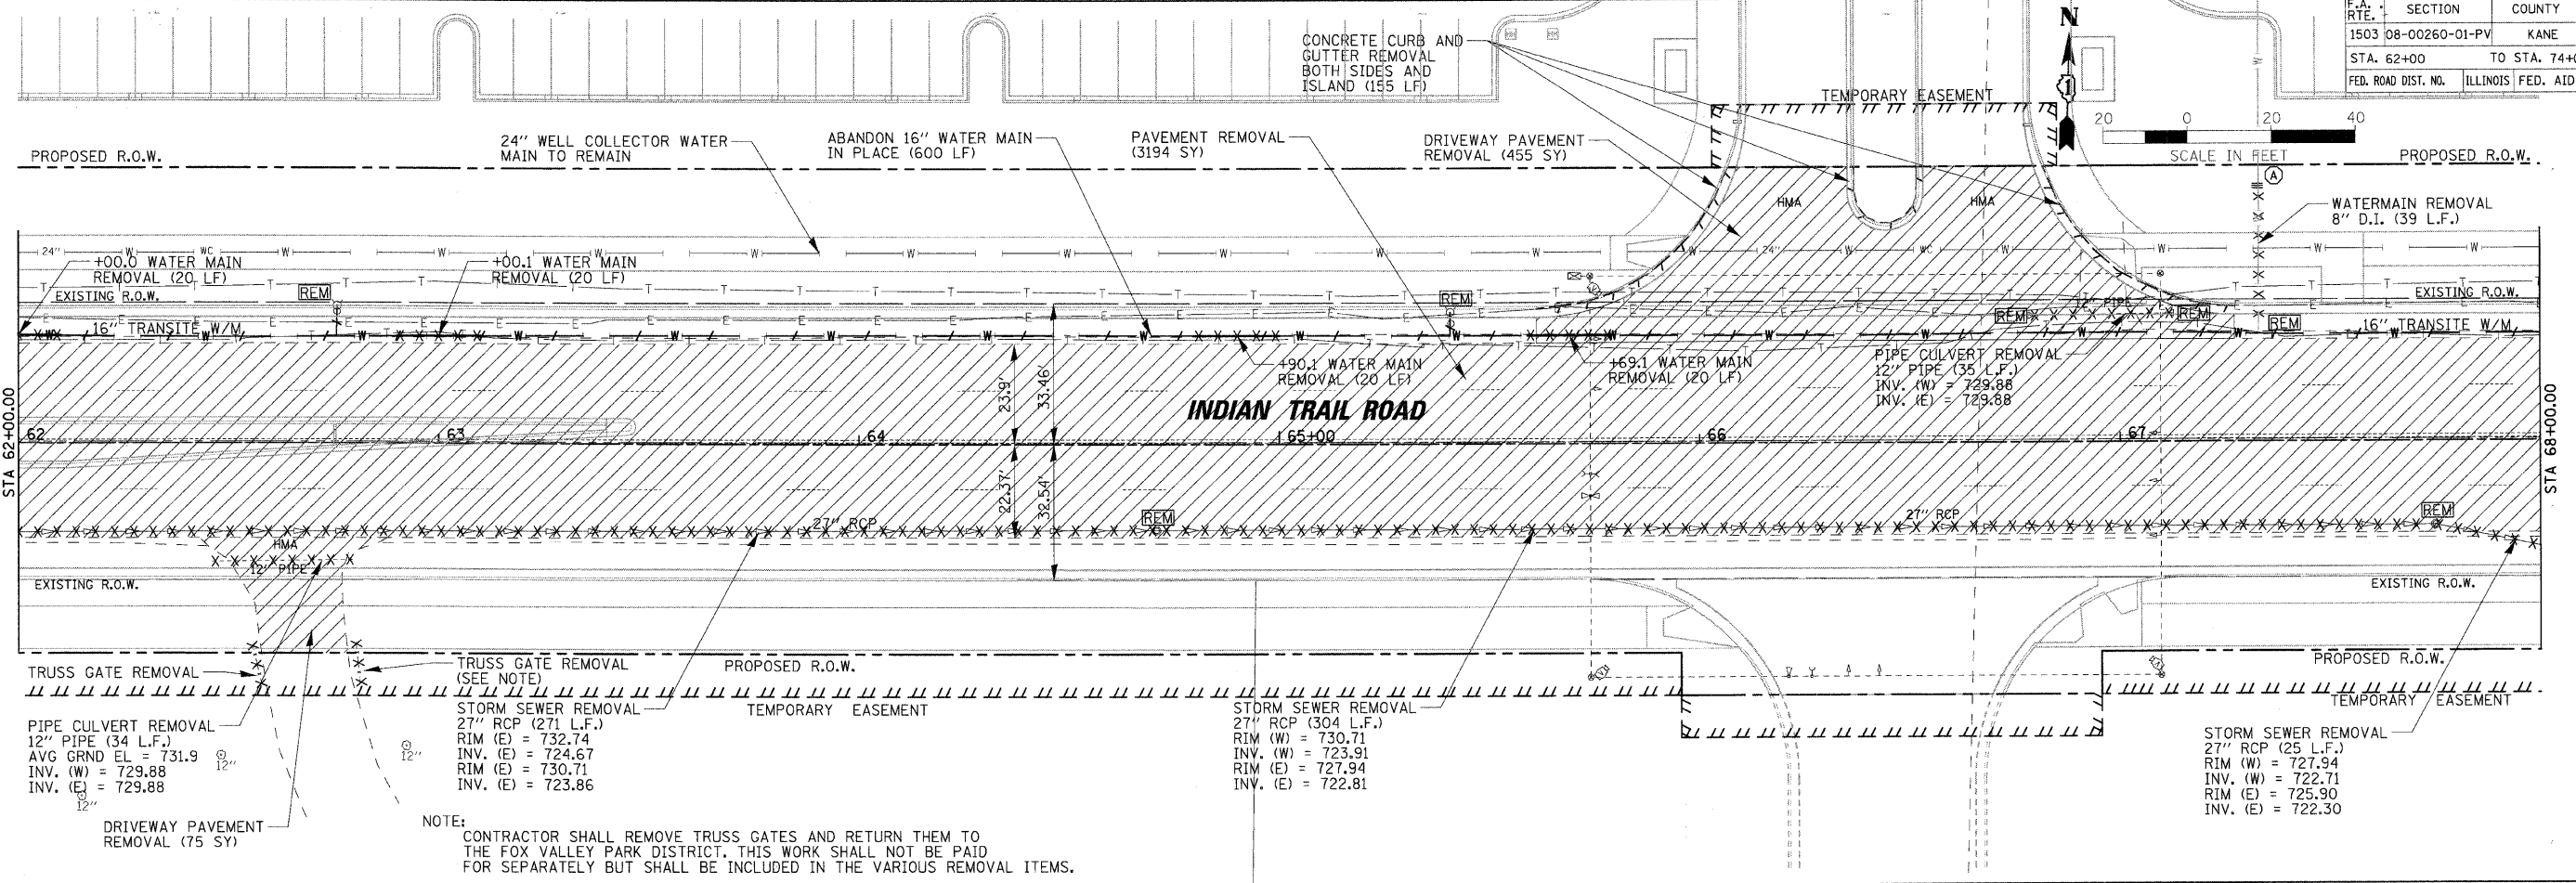 F.A. RTE. SECTION COUNTY
1503 08-00260-01-PV KANE
STA. 62+00 TO STA.
FED. ROAD DIST. NO. ILLINOIS FED. AID
N
1
20 0 20 40
SCALE IN FEET
CONCRETE CURB AND
GUTTER REMOVAL
BOTH SIDES AND
ISLAND (155 LF)
TEMPORARY EASEMENT
24" WELL COLLECTOR WATER
MAIN TO REMAIN
ABANDON 16" WATER MAIN
IN PLACE (600 LF)
PAVEMENT REMOVAL
(3194 SY)
DRIVEWAY PAVEMENT
REMOVAL (455 SY)
PROPOSED R.O.W.
PROPOSED R.O.W.
A
WATERMAIN REMOVAL
8" D.I. (39 L.F.)
HMA
HMA
24" W WC W W W W W W W W W 24" W WC W W W W
+00.0 WATER MAIN
REMOVAL (20 LF)
+00.1 WATER MAIN
REMOVAL (20 LF)
EXISTING R.O.W.
REM
REM
EXISTING R.O.W.
12" PIPE
REM
REM
REM
16" TRANSITE W/M
16" TRANSITE W/M
+90.1 WATER MAIN
REMOVAL (20 LF)
+69.1 WATER MAIN
REMOVAL (20 LF)
PIPE CULVERT REMOVAL
12" PIPE (35 L.F.)
INV. (W) = 729.88
INV. (E) = 729.88
23.9'
33.46'
INDIAN TRAIL ROAD
STA 62+00.00
62 63 64 65+00 66 67
STA 68+00.00
22.37'
32.54'
27" RCP
REM
27" RCP
REM
HMA
12" PIPE
EXISTING R.O.W.
EXISTING R.O.W.
TRUSS GATE REMOVAL
TRUSS GATE REMOVAL
(SEE NOTE)
PROPOSED R.O.W.
PROPOSED R.O.W.
TEMPORARY EASEMENT
TEMPORARY EASEMENT
PIPE CULVERT REMOVAL
12" PIPE (34 L.F.)
AVG GRND EL = 731.9
INV. (W) = 729.88
INV. (E) = 729.88
12"
12"
12"
STORM SEWER REMOVAL
27" RCP (271 L.F.)
RIM (E) = 732.74
INV. (E) = 724.67
RIM (E) = 730.71
INV. (E) = 723.86
STORM SEWER REMOVAL
27" RCP (304 L.F.)
RIM (W) = 730.71
INV. (W) = 723.91
RIM (E) = 727.94
INV. (E) = 722.81
STORM SEWER REMOVAL
27" RCP (25 L.F.)
RIM (W) = 727.94
INV. (W) = 722.71
RIM (E) = 725.90
INV. (E) = 722.30
DRIVEWAY PAVEMENT
REMOVAL (75 SY)
NOTE:
CONTRACTOR SHALL REMOVE TRUSS GATES AND RETURN THEM TO
THE FOX VALLEY PARK DISTRICT. THIS WORK SHALL NOT BE PAID
FOR SEPARATELY BUT SHALL BE INCLUDED IN THE VARIOUS REMOVAL ITEMS.